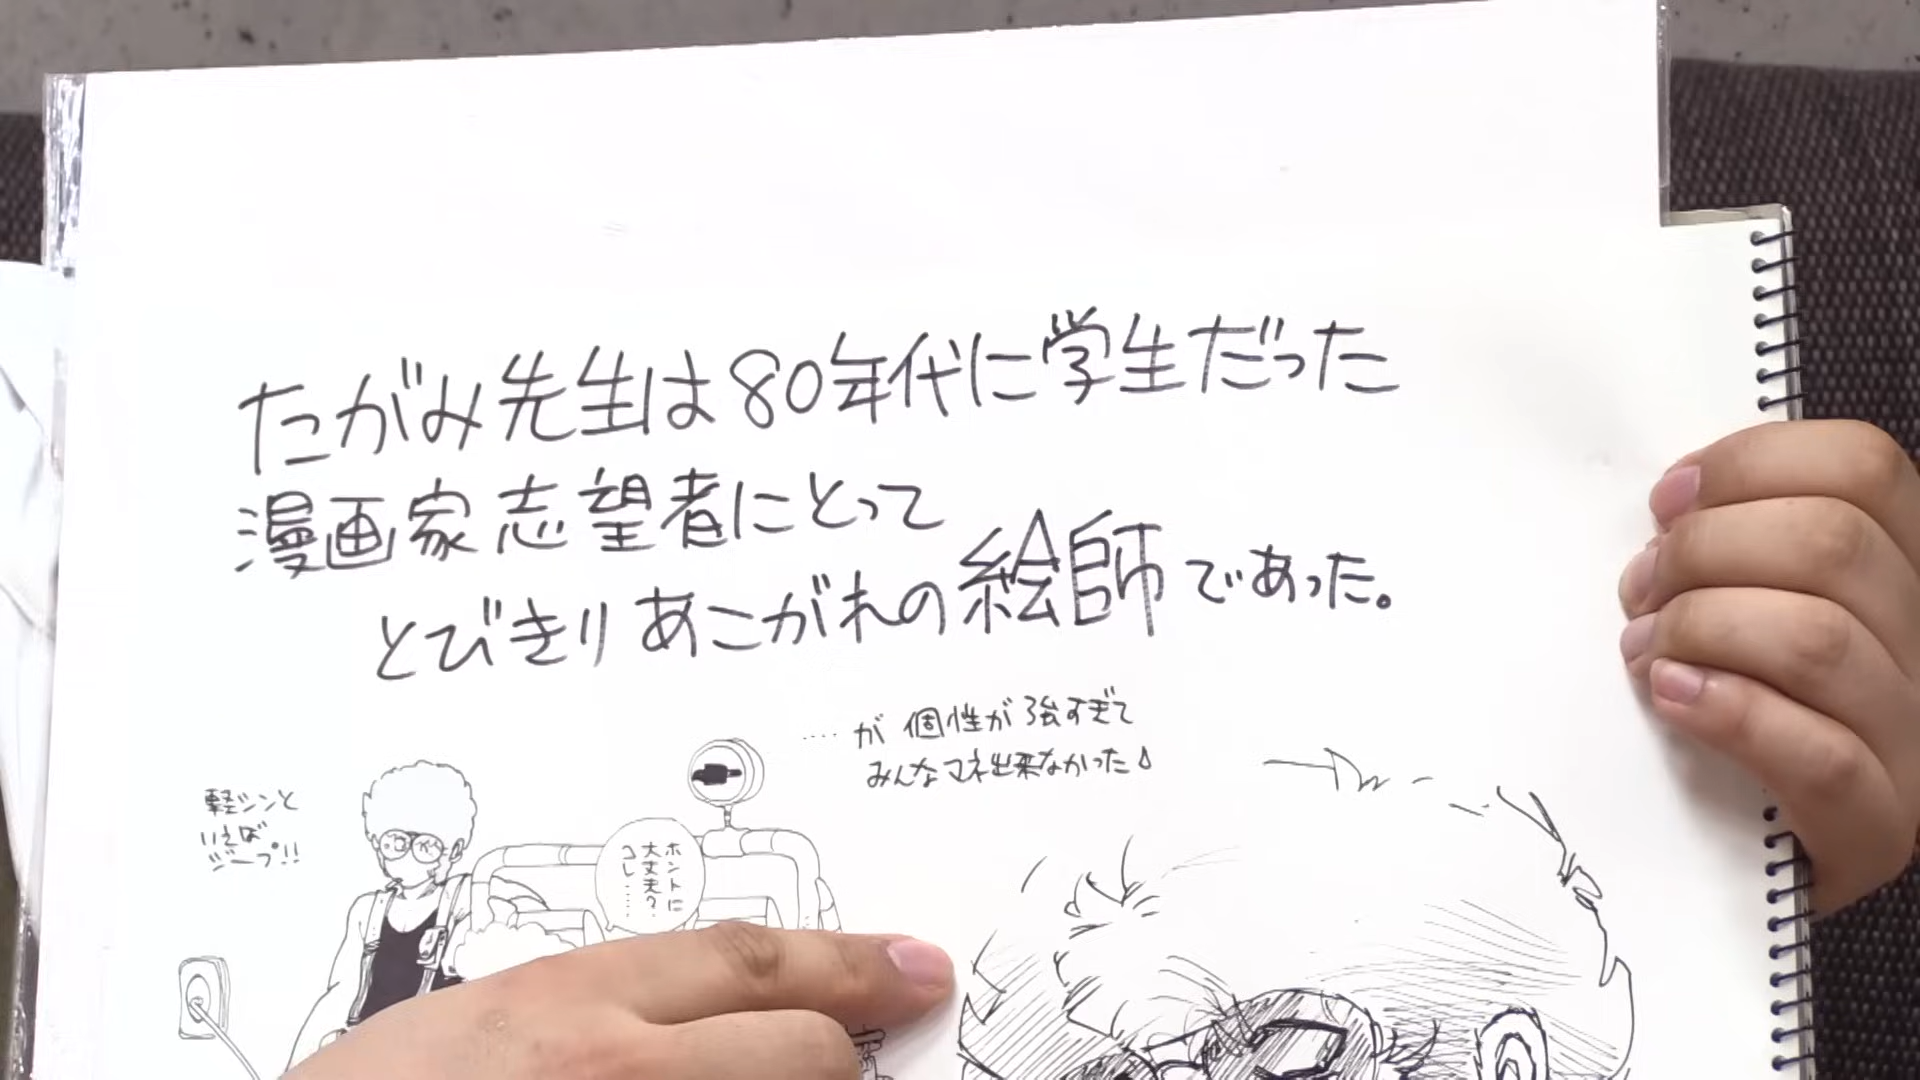 たがみ先生は80年代に学生だった
漫画家志望者にとって
とびきりあこがれの絵師であった。
‥‥が 個性が強すぎて
みんなマネ出来なかった
軽シンと
いえば
ジープ!!
ホントに
大丈夫?
コレ……